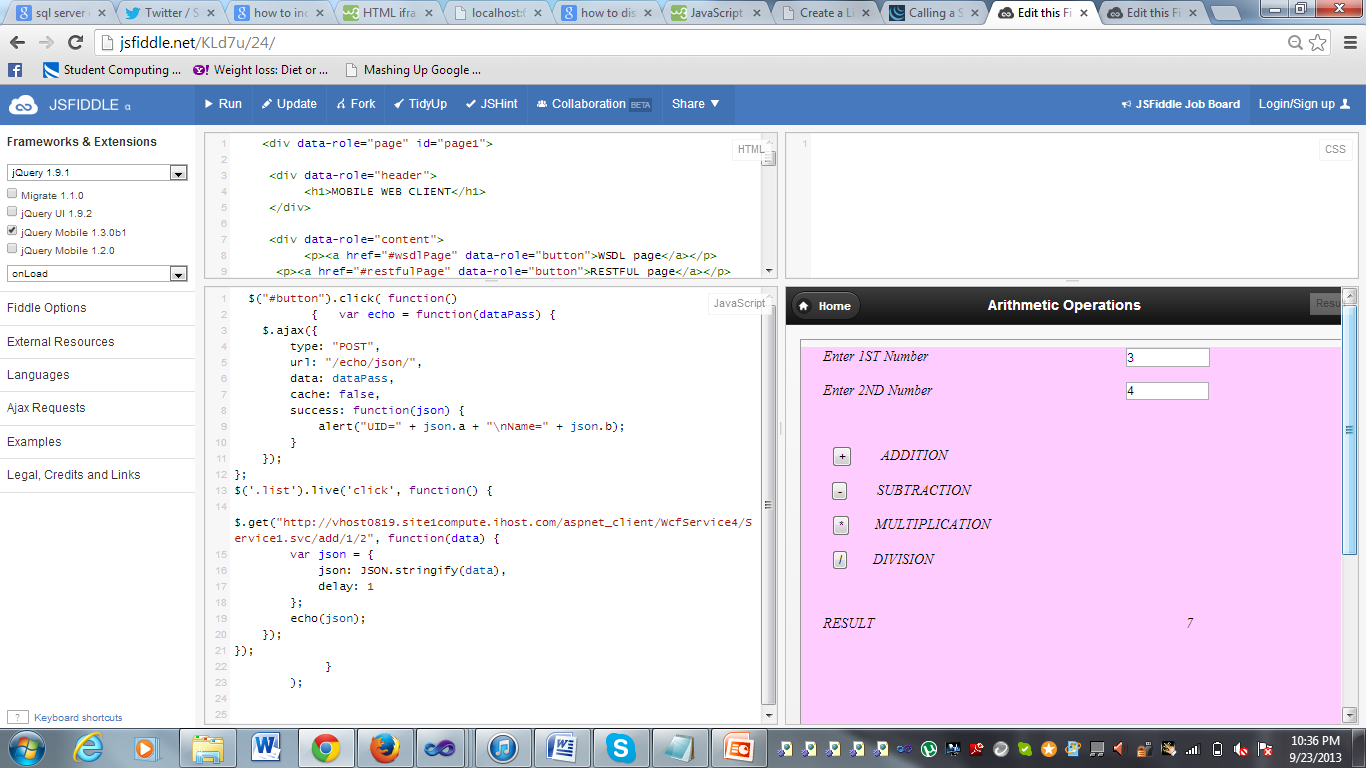 sql server
Twitter / S
how to inc
HTML ifra
localhost:
how to dis
JavaScript
Create a Li
Calling a S
Edit this Fi
Edit this Fi
jsfiddle.net/KLd7u/24/
Student Computing ...
Weight loss: Diet or ...
Mashing Up Google ...
JSFIDDLE α
Run
Update
Fork
TidyUp
JSHint
Collaboration BETA
Share
JSFiddle Job Board
Login/Sign up
Frameworks & Extensions
jQuery 1.9.1
Migrate 1.1.0
jQuery UI 1.9.2
jQuery Mobile 1.3.0b1
jQuery Mobile 1.2.0
onLoad
Fiddle Options
External Resources
Languages
Ajax Requests
Examples
Legal, Credits and Links
? Keyboard shortcuts
HTML
1 <div data-role="page" id="page1">
2
3 <div data-role="header">
4 <h1>MOBILE WEB CLIENT</h1>
5 </div>
6
7 <div data-role="content">
8 <p><a href="#wsdlPage" data-role="button">WSDL page</a></p>
9 <p><a href="#restfulPage" data-role="button">RESTFUL page</a></p>
1
CSS
JavaScript
1 $("#button").click( function()
2 { var echo = function(dataPass) {
3 $.ajax({
4 type: "POST",
5 url: "/echo/json/",
6 data: dataPass,
7 cache: false,
8 success: function(json) {
9 alert("UID=" + json.a + "\nName=" + json.b);
10 }
11 });
12 };
13 $('.list').live('click', function() {
14
$.get("http://vhost0819.site1compute.ihost.com/aspnet_client/WcfService4/S
ervice1.svc/add/1/2", function(data) {
15 var json = {
16 json: JSON.stringify(data),
17 delay: 1
18 };
19 echo(json);
20 });
21 });
22 }
23 );
24
25
Home
Arithmetic Operations
Resu
Enter 1ST Number 3
Enter 2ND Number 4
+ ADDITION
- SUBTRACTION
* MULTIPLICATION
/ DIVISION
RESULT 7
10:36 PM
9/23/2013